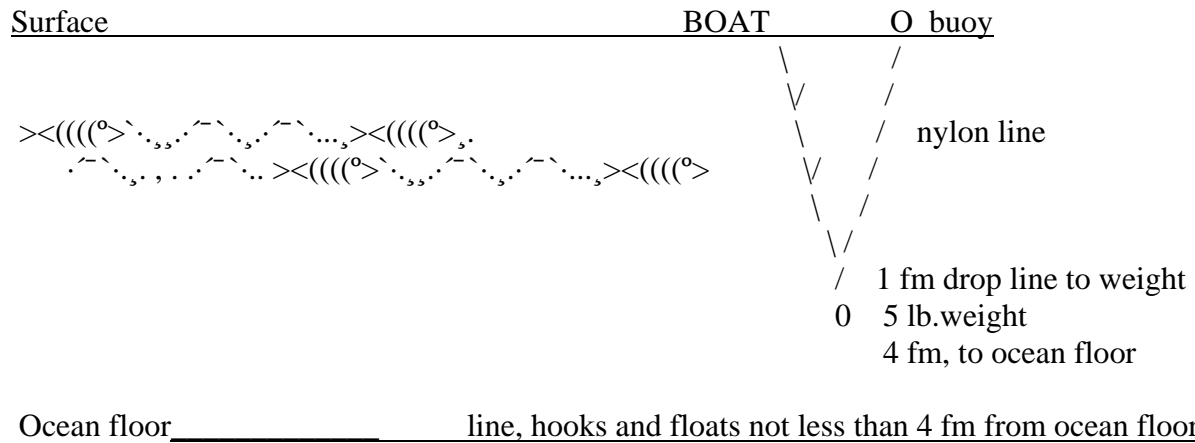 Surface BOAT O buoy
><((((º>`·.¸¸.·´¯`·.¸.·´¯`·...¸><((((º>¸. nylon line
.·´¯`·.¸. , . .·´¯`·.. ><((((º>`·.¸¸.·´¯`·.¸.·´¯`·...¸><((((º>
1 fm drop line to weight
0 5 lb.weight
4 fm, to ocean floor
Ocean floor______________ line, hooks and floats not less than 4 fm from ocean floor